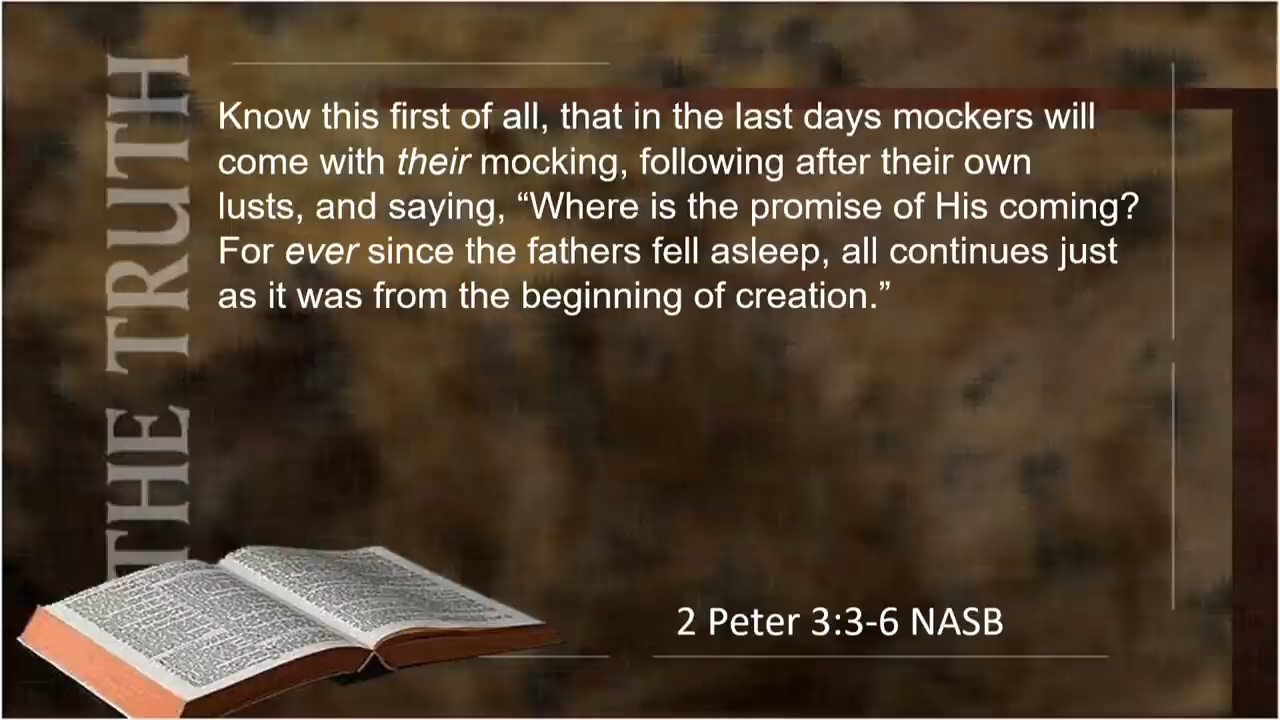 THE TRUTH
Know this first of all, that in the last days mockers will
come with their mocking, following after their own
lusts, and saying, “Where is the promise of His coming?
For ever since the fathers fell asleep, all continues just
as it was from the beginning of creation.”
2 Peter 3:3-6 NASB